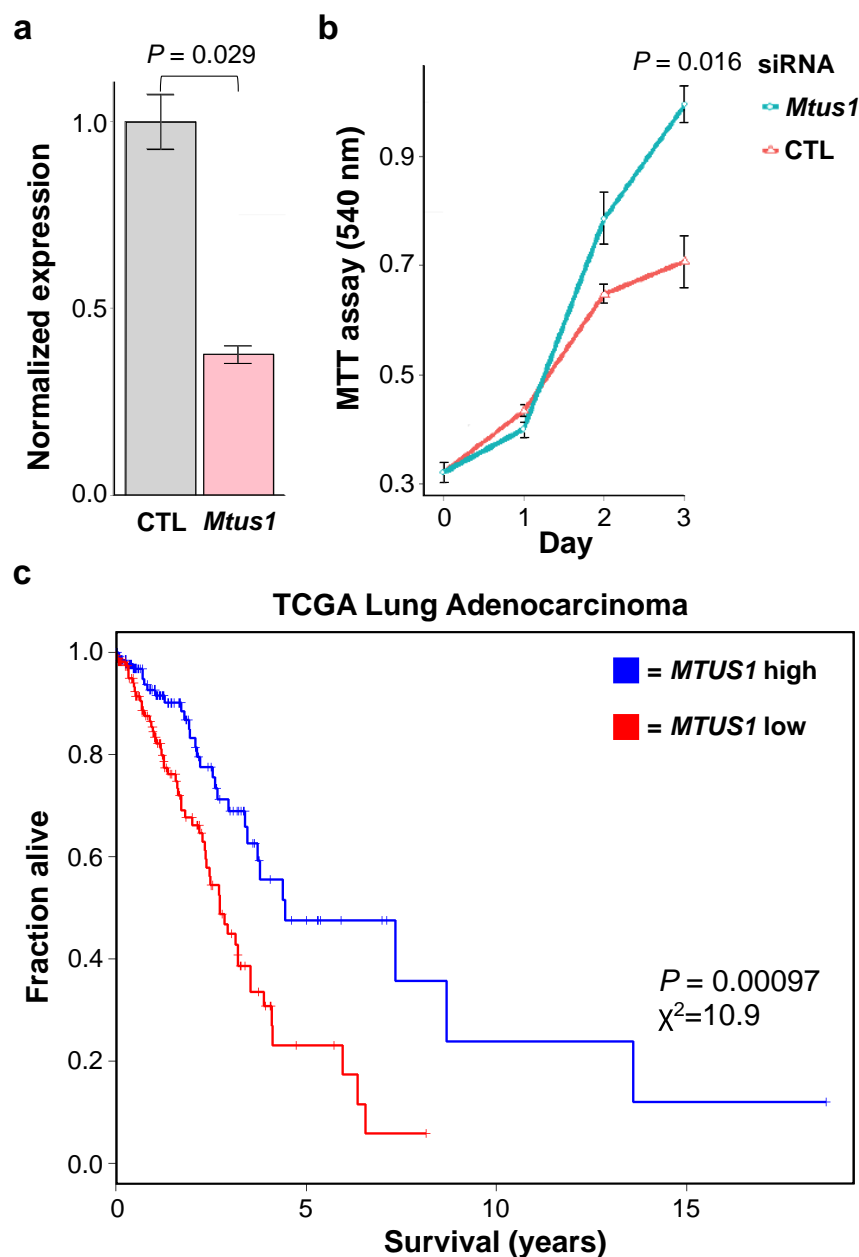 a
P = 0.029
Normalized expression
1.0
0.5
0.0
CTL Mtus1
b
P = 0.016
siRNA
Mtus1
CTL
MTT assay (540 nm)
0.9
0.7
0.5
0.3
0 1 2 3
Day
c
TCGA Lung Adenocarcinoma
= MTUS1 high
= MTUS1 low
Fraction alive
1.0
0.8
0.6
0.4
0.2
0.0
P = 0.00097
χ²=10.9
0 5 10 15
Survival (years)